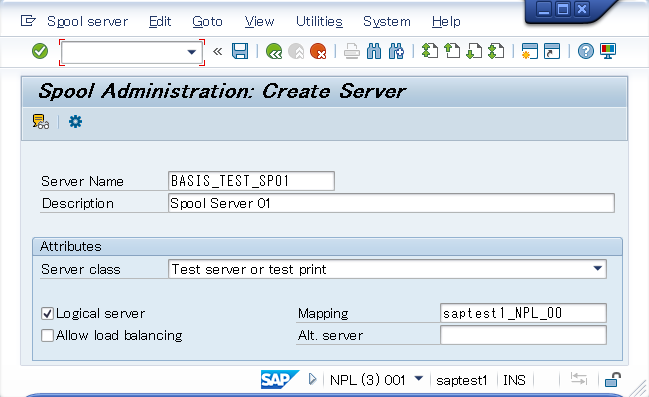 Spool server Edit Goto View Utilities System Help
Spool Administration: Create Server
Server Name BASIS_TEST_SP01
Description Spool Server 01
Attributes
Server class Test server or test print
Logical server Mapping saptest1_NPL_00
Allow load balancing Alt. server
SAP NPL (3) 001 saptest1 INS